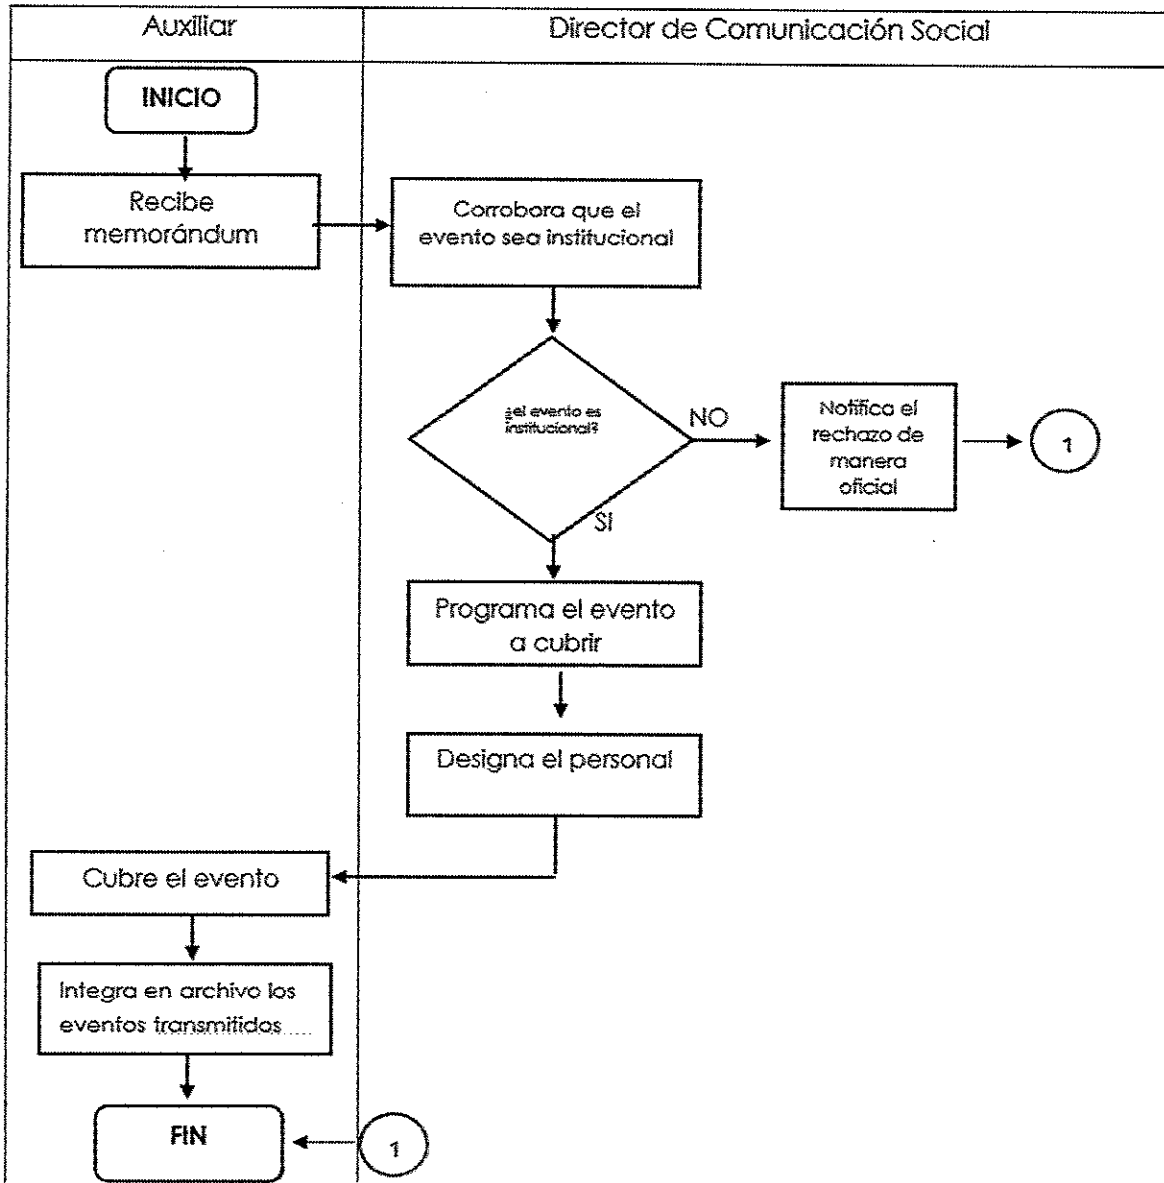 Auxiliar
Director de Comunicación Social
INICIO
Recibe
memorándum
Corrobora que el
evento sea institucional
¿el evento es
institucional?
NO
Notifica el
rechazo de
manera
oficial
1
SI
Programa el evento
a cubrir
Designa el personal
Cubre el evento
Integra en archivo los
eventos transmitidos
FIN
1